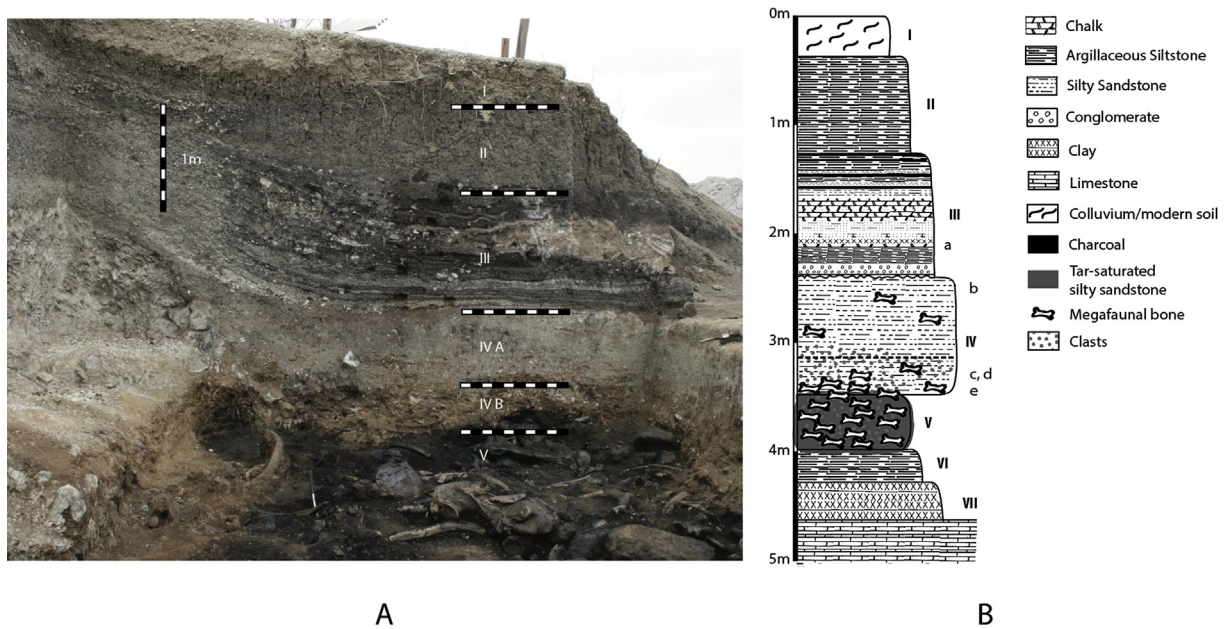 I
1m
II
III
IV A
IV B
V
A
0m
1m
2m
3m
4m
5m
I
II
III
a
b
IV
c, d
e
V
VI
VII
Chalk
Argillaceous Siltstone
Silty Sandstone
Conglomerate
Clay
Limestone
Colluvium/modern soil
Charcoal
Tar-saturated
silty sandstone
Megafaunal bone
Clasts
B